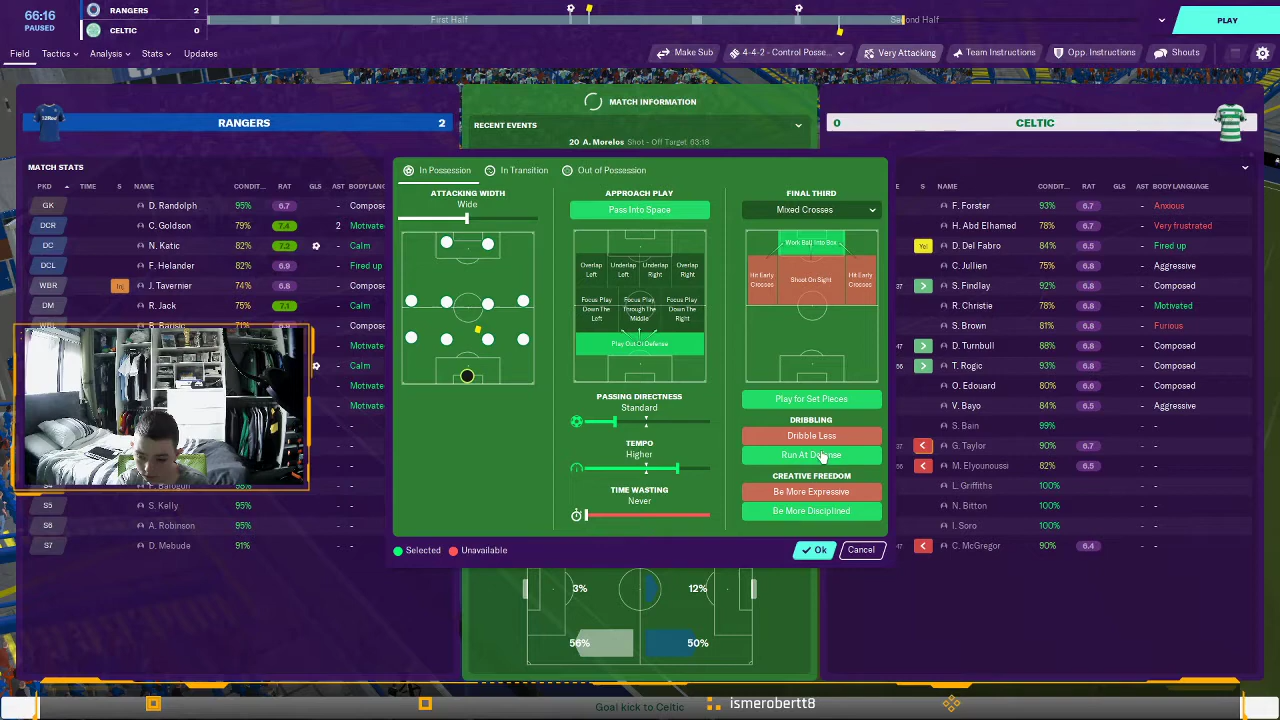 66:16
PAUSED
RANGERS 2
CELTIC 0
First Half
Second Half
PLAY
Field Tactics Analysis Stats Updates
Make Sub 4-4-2 - Control Posse... Very Attacking Team Instructions Opp. Instructions Shouts
RANGERS 2
MATCH INFORMATION
0 CELTIC
RECENT EVENTS
20 A. Morelos Shot - Off Target 63:18
MATCH STATS
PKD TIME S NAME CONDIT... RAT GLS AST BODY LANG
GK D. Randolph 95% 6.7 - Compose
DCR C. Goldson 82% 7.4 2 Motivate
DC N. Katic 82% 7.2 - Calm
DCL F. Helander 82% 6.9 - Fired up
WBR J. Tavernier 74% 6.8 - Compose
DM R. Jack 75% 7.1 - Calm
Calm
Motivate
Motivate
95%
S5 S. Kelly 95% - -
S6 A. Robinson 95% - -
S7 D. Mebude 91% - -
In Possession In Transition Out of Possession
ATTACKING WIDTH
Wide
APPROACH PLAY
Pass Into Space
Overlap Left
Underlap Left
Underlap Right
Overlap Right
Focus Play Down The Left
Focus Play Through The Middle
Focus Play Down The Right
Play Out Of Defence
PASSING DIRECTNESS
Standard
TEMPO
Higher
TIME WASTING
Never
FINAL THIRD
Mixed Crosses
Work Ball Into Box
Hit Early Crosses
Shoot On Sight
Hit Early Crosses
Play for Set Pieces
DRIBBLING
Dribble Less
Run At Defence
CREATIVE FREEDOM
Be More Expressive
Be More Disciplined
Selected Unavailable
Ok Cancel
S NAME CONDIT... RAT GLS AST BODY LANGUAGE
F. Forster 93% 6.7 - - Anxious
H. Abd Elhamed 78% 6.7 - - Very frustrated
Yel D. Del Fabro 84% 6.5 - - Fired up
C. Jullien 75% 6.8 - - Aggressive
S. Findlay 92% 6.8 - - Composed
R. Christie 76% 6.8 - - Motivated
S. Brown 81% 6.8 - - Furious
D. Turnbull 88% 6.8 - - Composed
T. Rogic 93% 6.8 - - Composed
O. Edouard 80% 6.6 - - Composed
V. Bayo 84% 6.5 - - Aggressive
S. Bain 99% - - -
G. Taylor 90% 6.7 - - -
M. Elyounoussi 82% 6.5 - - -
L. Griffiths 100% - - -
N. Bitton 100% - - -
I. Soro 100% - - -
C. McGregor 90% 6.4 - - -
3% 12%
56% 50%
Goal kick to Celtic
ismerobertt8